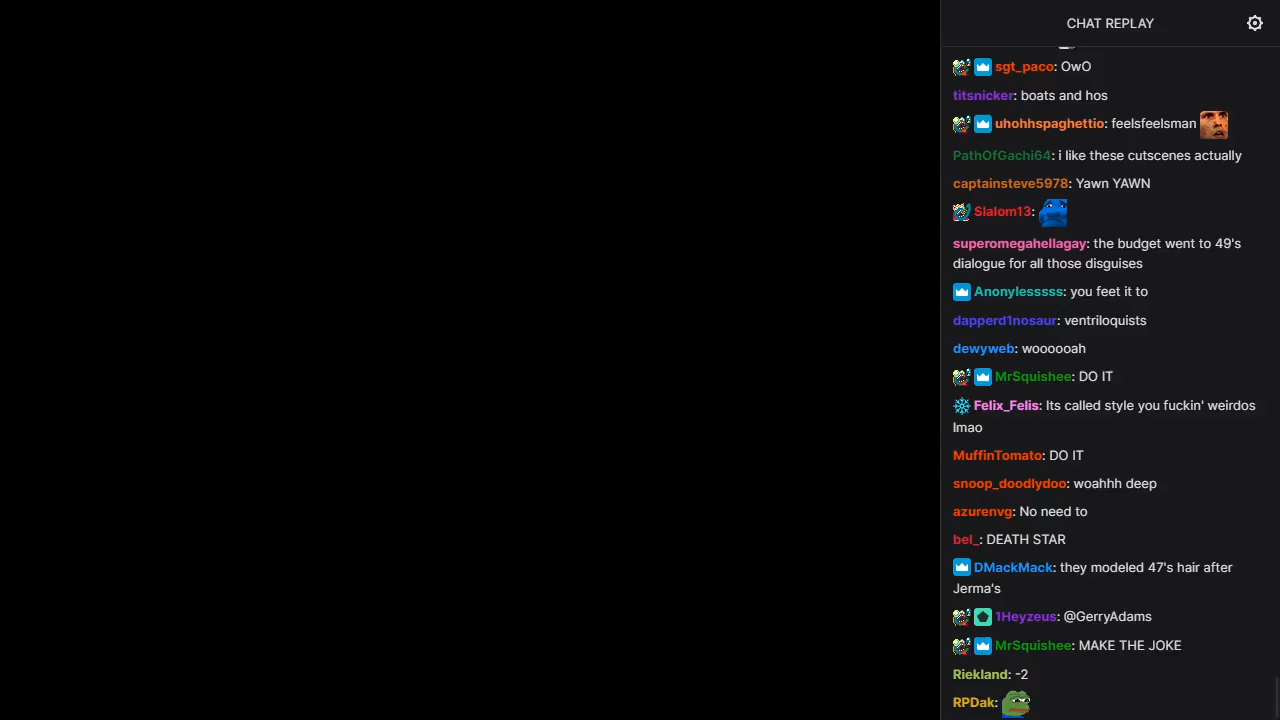 CHAT REPLAY
sgt_paco: OwO
titsnicker: boats and hos
uhohhspaghettio: feelsfeelsman
PathOfGachi64: i like these cutscenes actually
captainsteve5978: Yawn YAWN
Slalom13:
superomegahellagay: the budget went to 49's
dialogue for all those disguises
Anonylesssss: you feet it to
dapperd1nosaur: ventriloquists
dewyweb: woooooah
MrSquishee: DO IT
Felix_Felis: Its called style you fuckin' weirdos
lmao
MuffinTomato: DO IT
snoop_doodlydoo: woahhh deep
azurenvg: No need to
bel_: DEATH STAR
DMackMack: they modeled 47's hair after
Jerma's
1Heyzeus: @GerryAdams
MrSquishee: MAKE THE JOKE
Riekland: -2
RPDak: